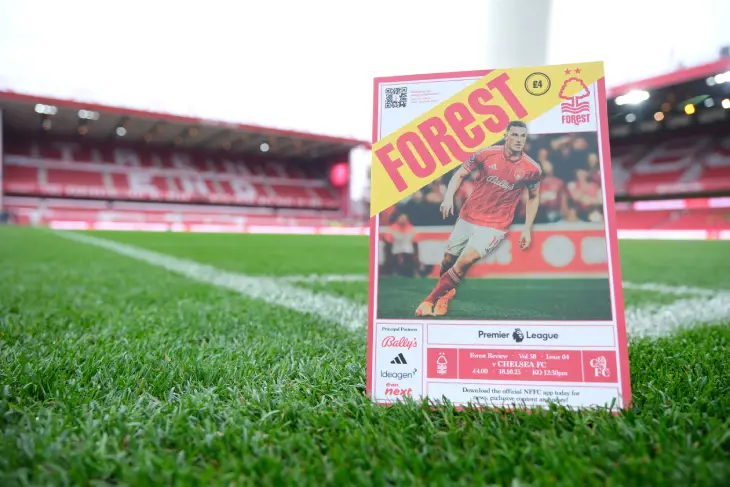 £4
FOREST
FOREST
Bally's
Principal Partners
Bally's
Ideagen
next
Premier League
Forest Review · Vol 18 · Issue 04
v CHELSEA FC
£4.00 · 18.10.25 · KO 12:30pm
Download the official NFFC app today for
news, exclusive content and more!